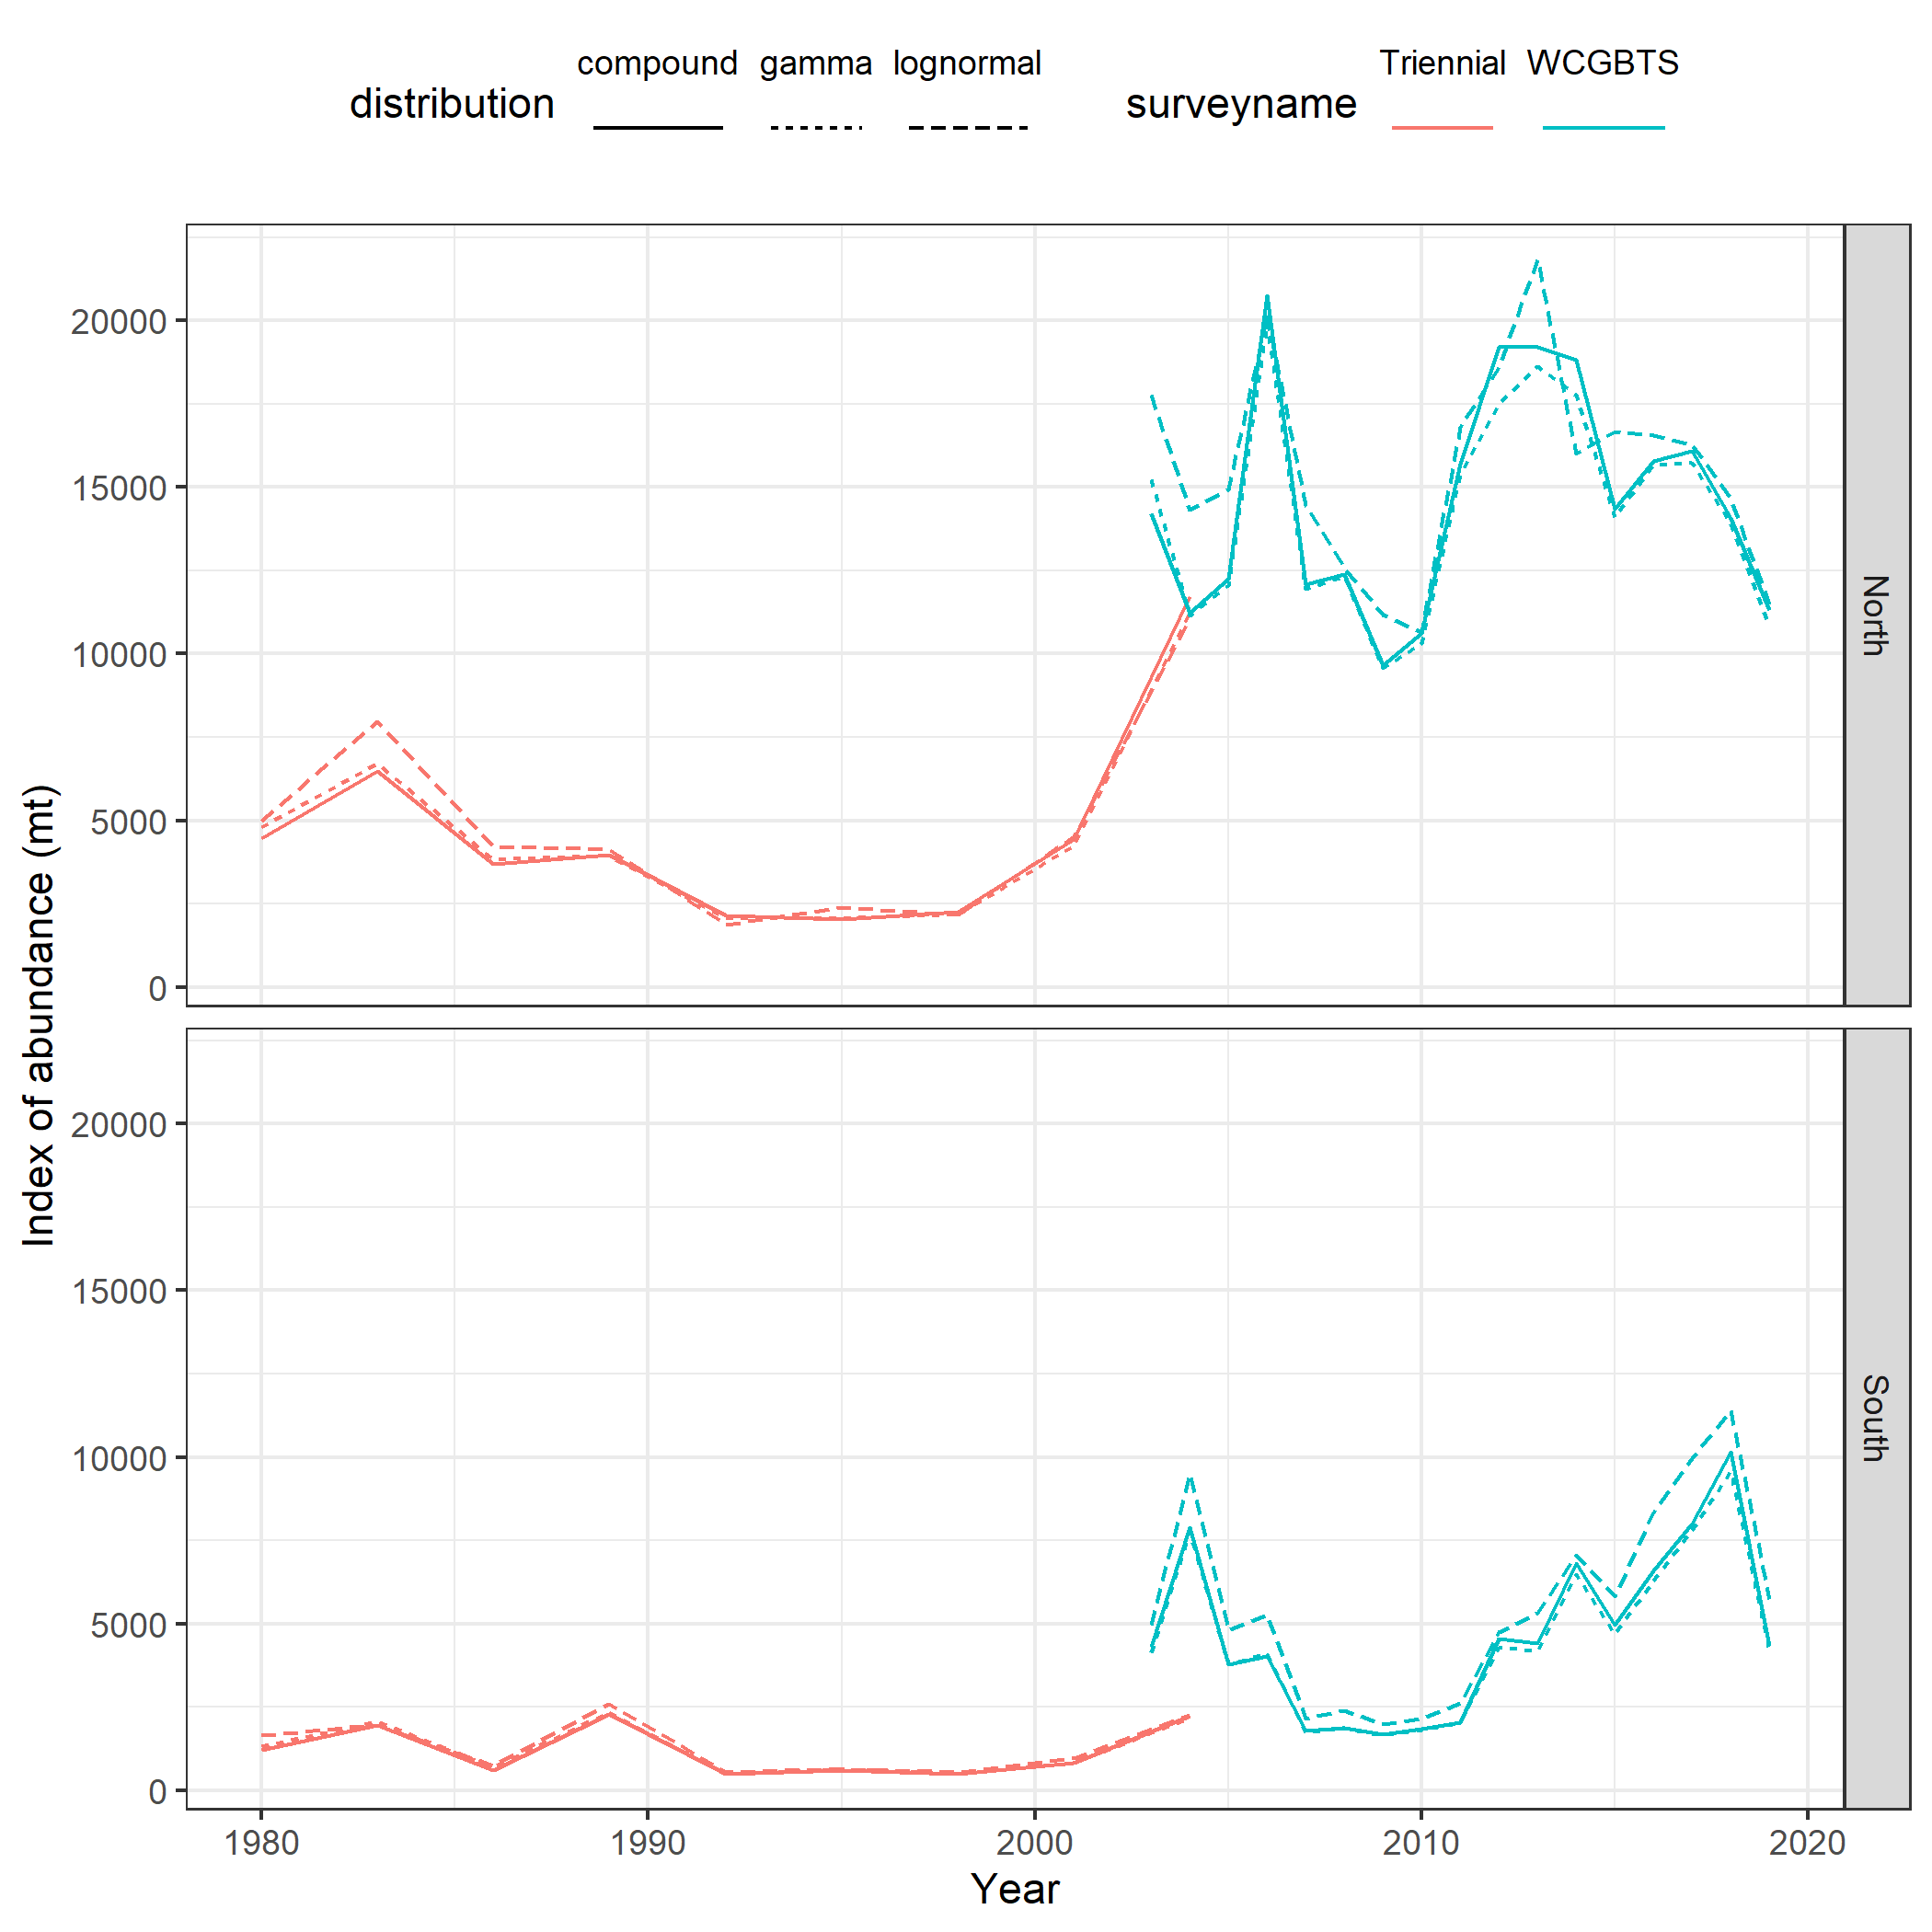 compound gamma lognormal Triennial WCGBTS
distribution surveyname
20000
15000
10000
5000
0
North
Index of abundance (mt)
20000
15000
10000
5000
0
South
1980 1990 2000 2010 2020
Year